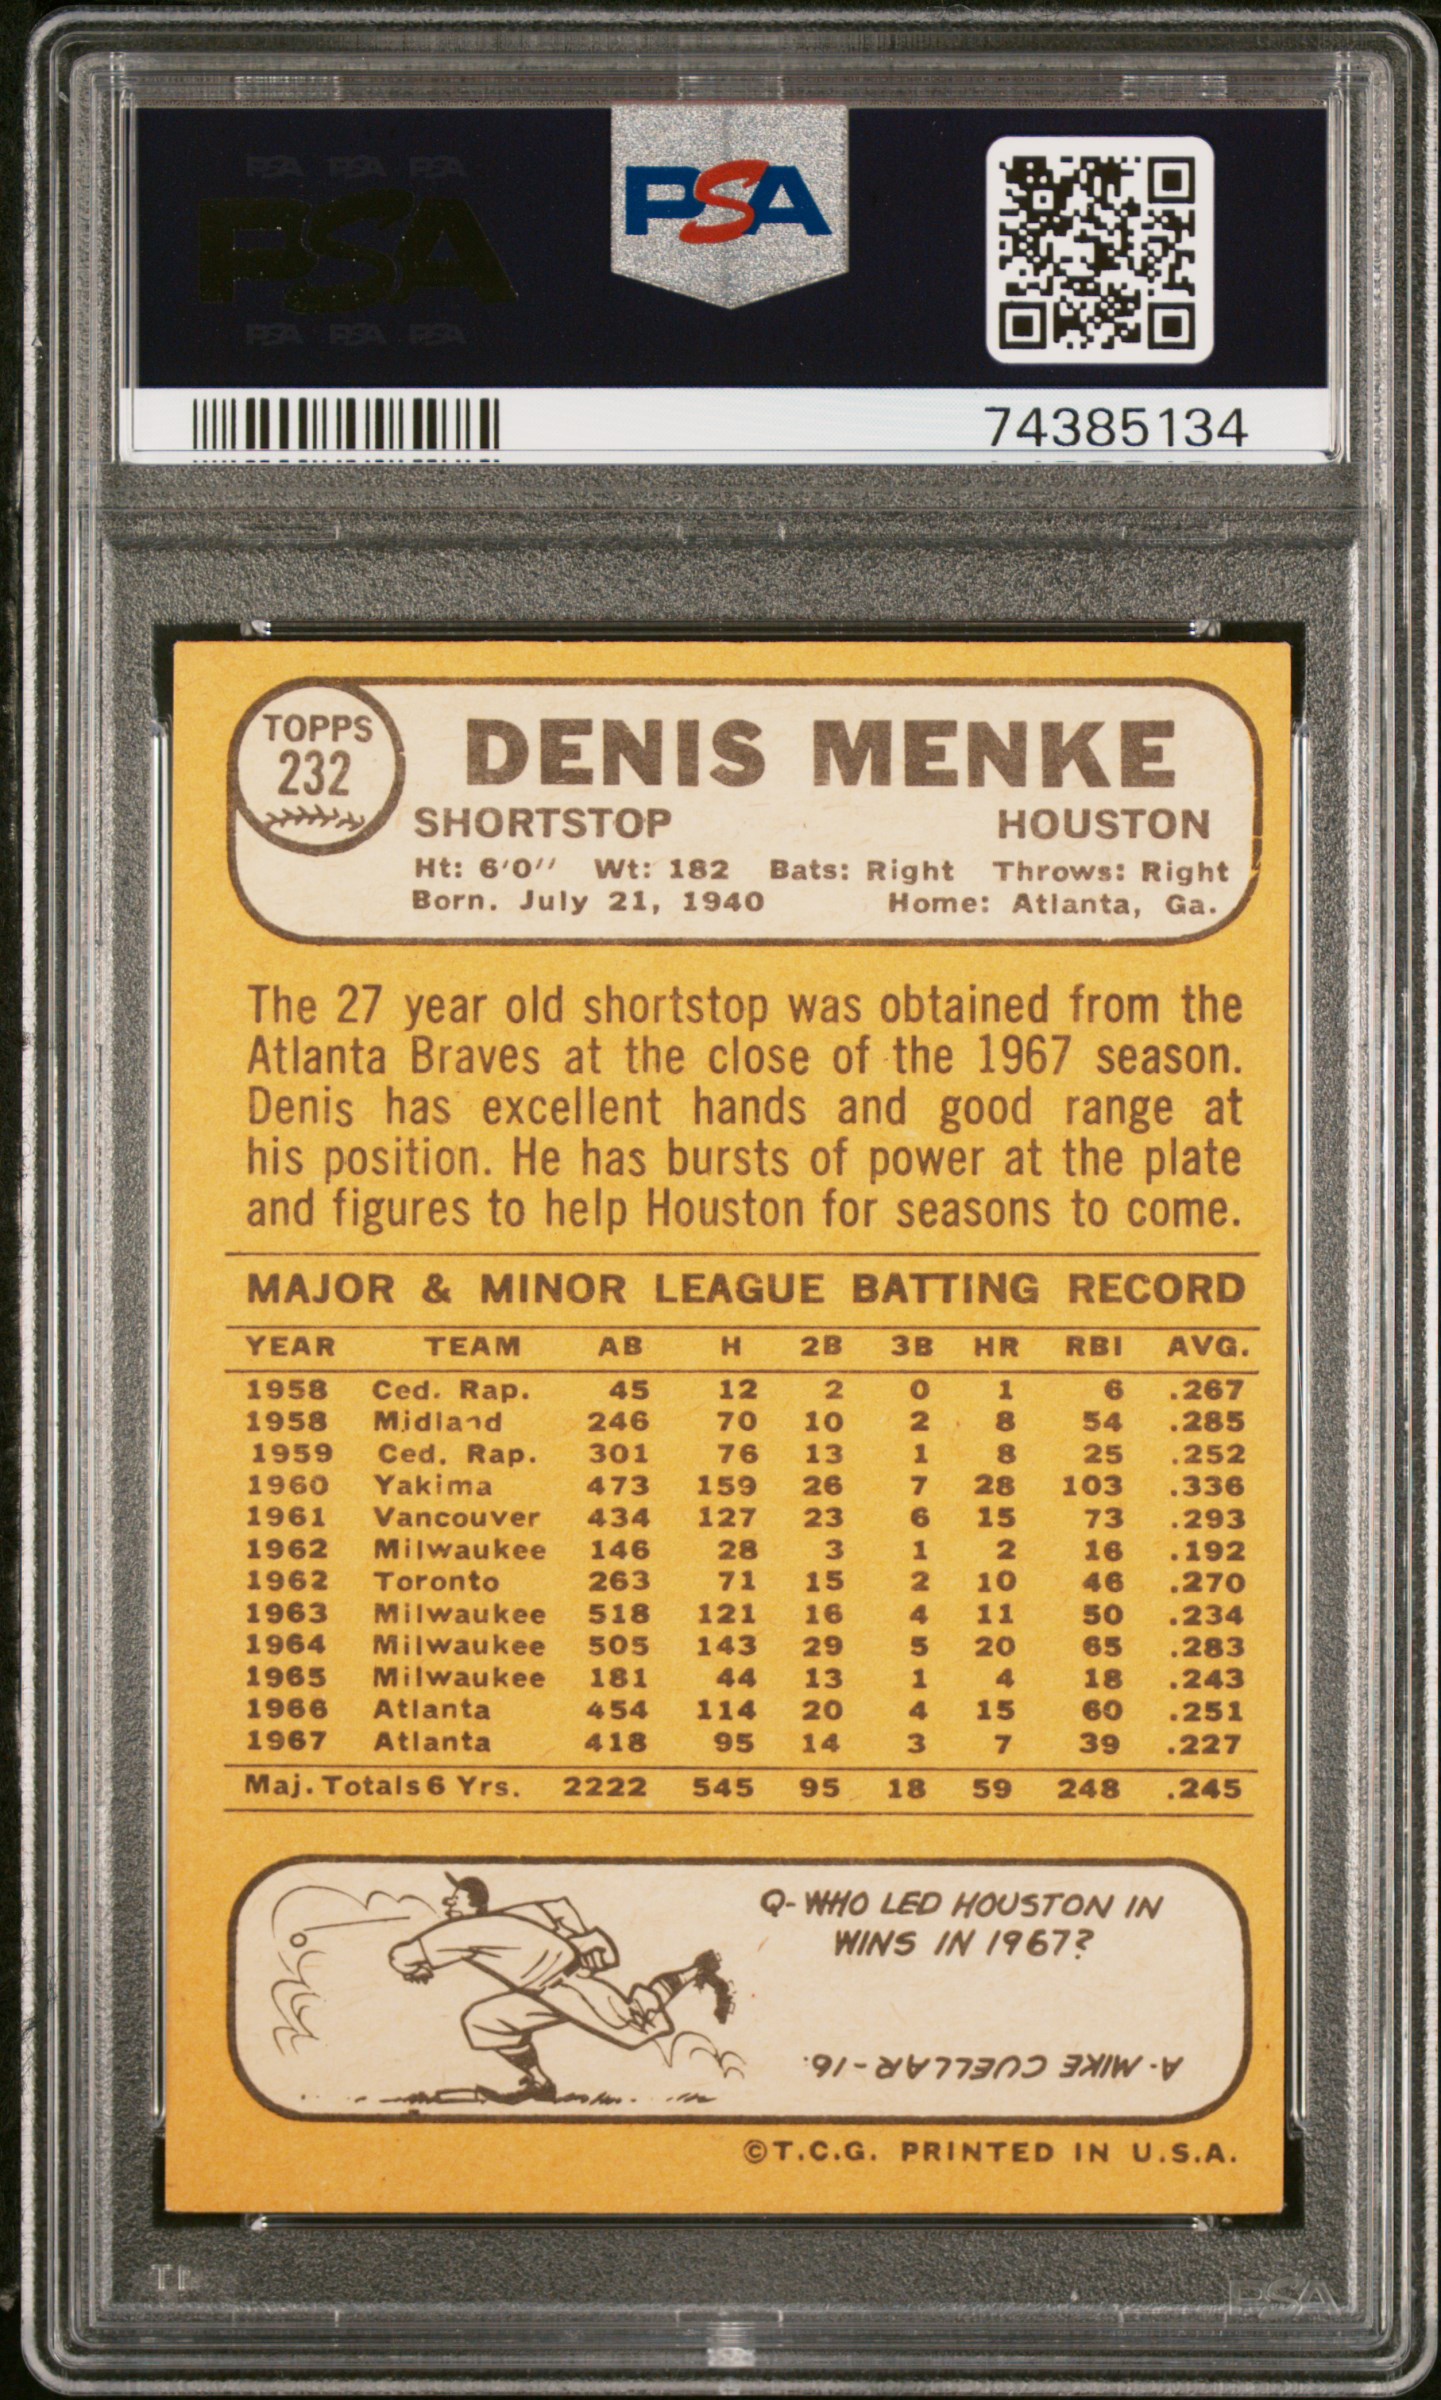 PSA PSA PSA
PSA
PSA PSA PSA
PSA
74385134
TOPPS
232
DENIS MENKE
SHORTSTOP HOUSTON
Ht: 6'0'' Wt: 182 Bats: Right Throws: Right
Born. July 21, 1940 Home: Atlanta, Ga.
The 27 year old shortstop was obtained from the
Atlanta Braves at the close of the 1967 season.
Denis has excellent hands and good range at
his position. He has bursts of power at the plate
and figures to help Houston for seasons to come.
MAJOR & MINOR LEAGUE BATTING RECORD
YEAR TEAM AB H 2B 3B HR RBI AVG.
1958 Ced. Rap. 45 12 2 0 1 6 .267
1958 Midland 246 70 10 2 8 54 .285
1959 Ced. Rap. 301 76 13 1 8 25 .252
1960 Yakima 473 159 26 7 28 103 .336
1961 Vancouver 434 127 23 6 15 73 .293
1962 Milwaukee 146 28 3 1 2 16 .192
1962 Toronto 263 71 15 2 10 46 .270
1963 Milwaukee 518 121 16 4 11 50 .234
1964 Milwaukee 505 143 29 5 20 65 .283
1965 Milwaukee 181 44 13 1 4 18 .243
1966 Atlanta 454 114 20 4 15 60 .251
1967 Atlanta 418 95 14 3 7 39 .227
Maj. Totals 6 Yrs. 2222 545 95 18 59 248 .245
Q-WHO LED HOUSTON IN
WINS IN 1967?
A-MIKE CUELLAR-16.
©T.C.G. PRINTED IN U.S.A.
PSA